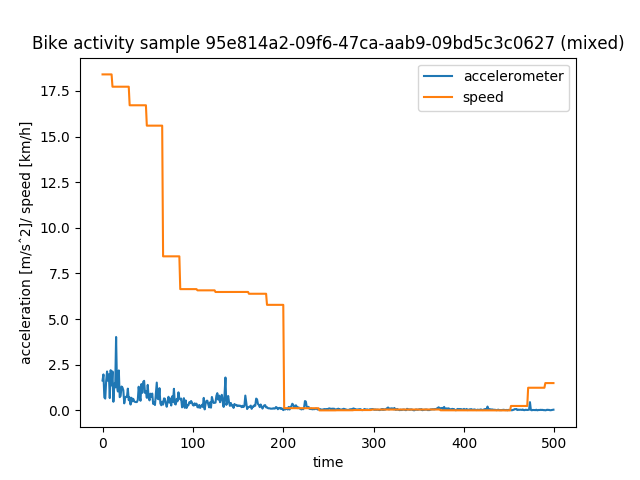 Bike activity sample 95e814a2-09f6-47ca-aab9-09bd5c3c0627 (mixed)
accelerometer
speed
acceleration [m/sˆ2]/ speed [km/h]
17.5
15.0
12.5
10.0
7.5
5.0
2.5
0.0
0 100 200 300 400 500
time